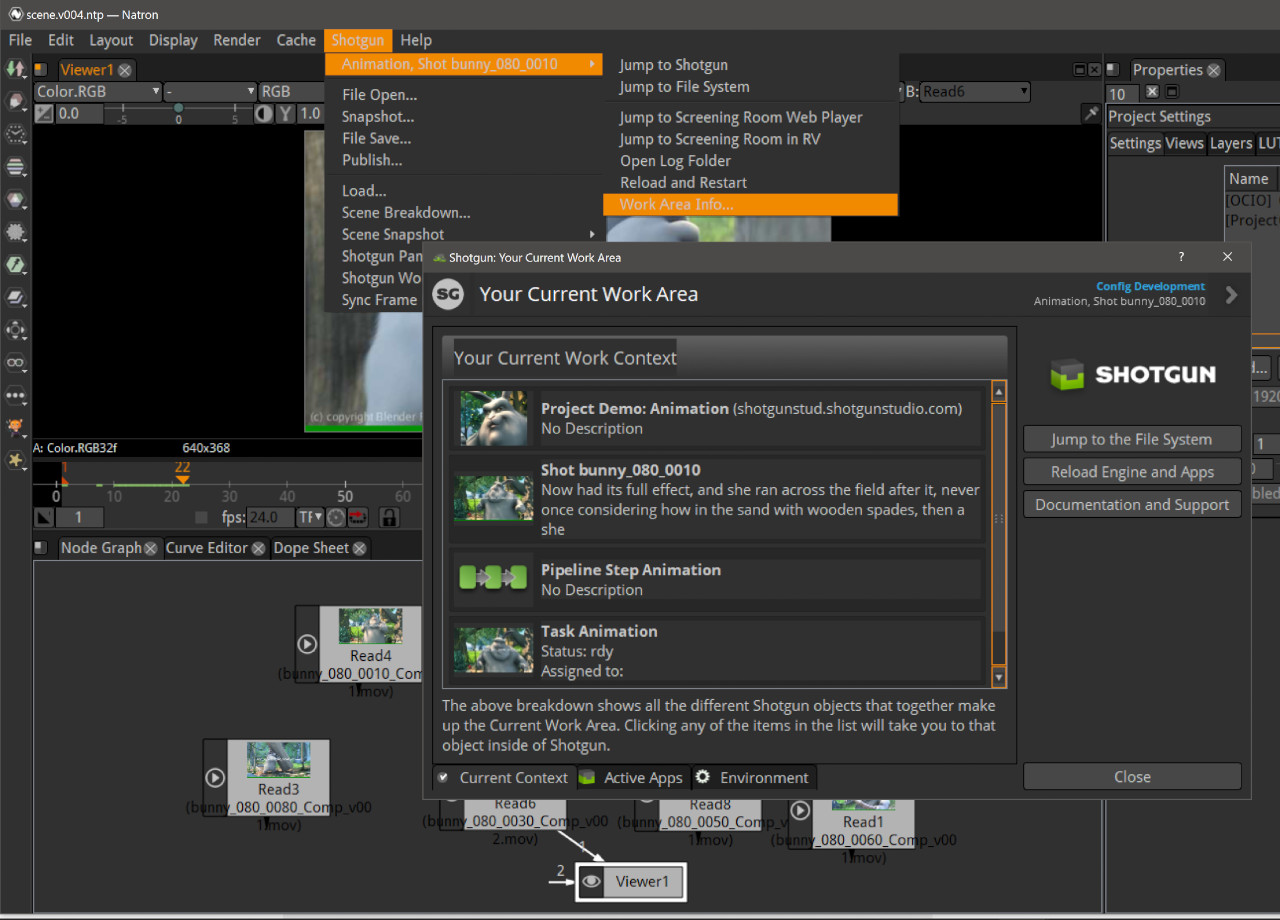 scene.v004.ntp — Natron
File Edit Layout Display Render Cache Shotgun Help
Viewer1
Color.RGB - RGB
0.0 -5 0 5 Y 1.0
B: Read6
Animation, Shot bunny_080_0010
File Open...
Snapshot...
File Save...
Publish...
Load...
Scene Breakdown...
Scene Snapshot
Shotgun Pan
Shotgun Wo
Sync Frame
Jump to Shotgun
Jump to File System
Jump to Screening Room Web Player
Jump to Screening Room in RV
Open Log Folder
Reload and Restart
Work Area Info...
Properties
10
Project Settings
Settings Views Layers LUT
Name
[OCIO]
[Project
(c) copyright Blender
A: Color.RGB32f 640x368
1 22
0 10 20 30 40 50 60
1 fps: 24.0 TF
Node Graph Curve Editor Dope Sheet
Shotgun: Your Current Work Area ?
SG Your Current Work Area
Config Development
Animation, Shot bunny_080_0010
Your Current Work Context
Project Demo: Animation (shotgunstud.shotgunstudio.com)
No Description
Shot bunny_080_0010
Now had its full effect, and she ran across the field after it, never
once considering how in the sand with wooden spades, then a
she
Pipeline Step Animation
No Description
Task Animation
Status: rdy
Assigned to:
The above breakdown shows all the different Shotgun objects that together make
up the Current Work Area. Clicking any of the items in the list will take you to that
object inside of Shotgun.
Current Context Active Apps Environment
SHOTGUN
Jump to the File System
Reload Engine and Apps
Documentation and Support
Close
1920
1
bled
Read4
(bunny_080_0010_Com
1.mov)
Read3
(bunny_080_0080_Comp_v00
1.mov)
Read6
(bunny_080_0030_Comp_v00
2.mov)
Read8
(bunny_080_0050_Comp_v
1.mov)
Read1
(bunny_080_0060_Comp_v00
1.mov)
1
2
Viewer1